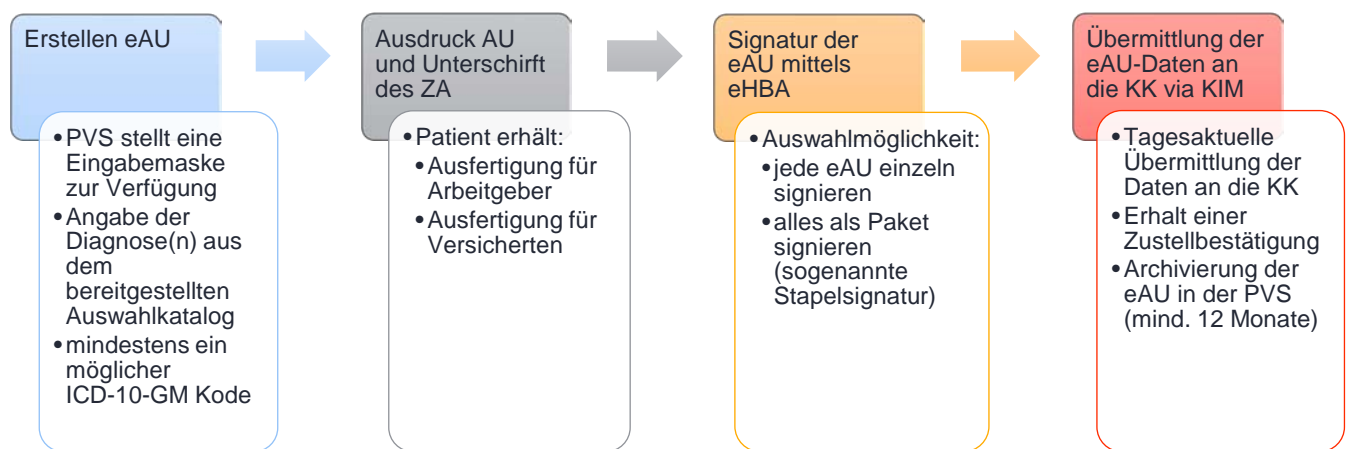 Erstellen eAU
• PVS stellt eine
Eingabemaske
zur Verfügung
• Angabe der
Diagnose(n) aus
dem
bereitgestellten
Auswahlkatalog
• mindestens ein
möglicher
ICD-10-GM Kode
Ausdruck AU
und Unterschirft
des ZA
• Patient erhält:
• Ausfertigung für
Arbeitgeber
• Ausfertigung für
Versicherten
Signatur der
eAU mittels
eHBA
• Auswahlmöglichkeit:
• jede eAU einzeln
signieren
• alles als Paket
signieren
(sogenannte
Stapelsignatur)
Übermittlung der
eAU-Daten an
die KK via KIM
• Tagesaktuelle
Übermittlung der
Daten an die KK
• Erhalt einer
Zustellbestätigung
• Archivierung der
eAU in der PVS
(mind. 12 Monate)